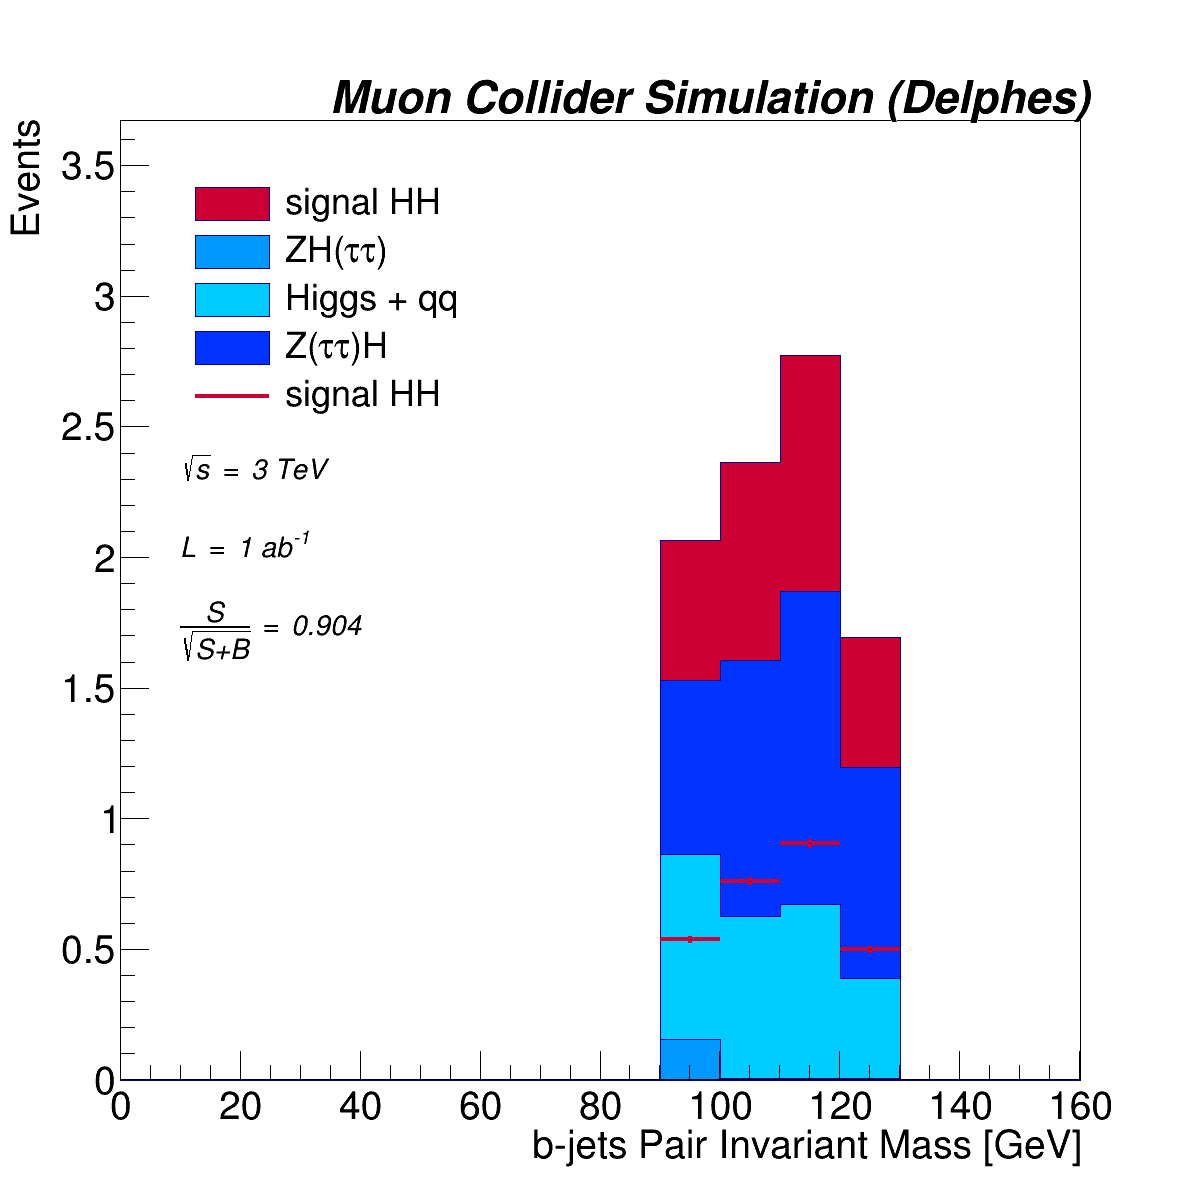 Muon Collider Simulation (Delphes)
Events
3.5
3
2.5
2
1.5
1
0.5
0
signal HH
ZH(ττ)
Higgs + qq
Z(ττ)H
signal HH
√s = 3 TeV
L = 1 ab⁻¹
S
√S+B = 0.904
0 20 40 60 80 100 120 140 160
b-jets Pair Invariant Mass [GeV]